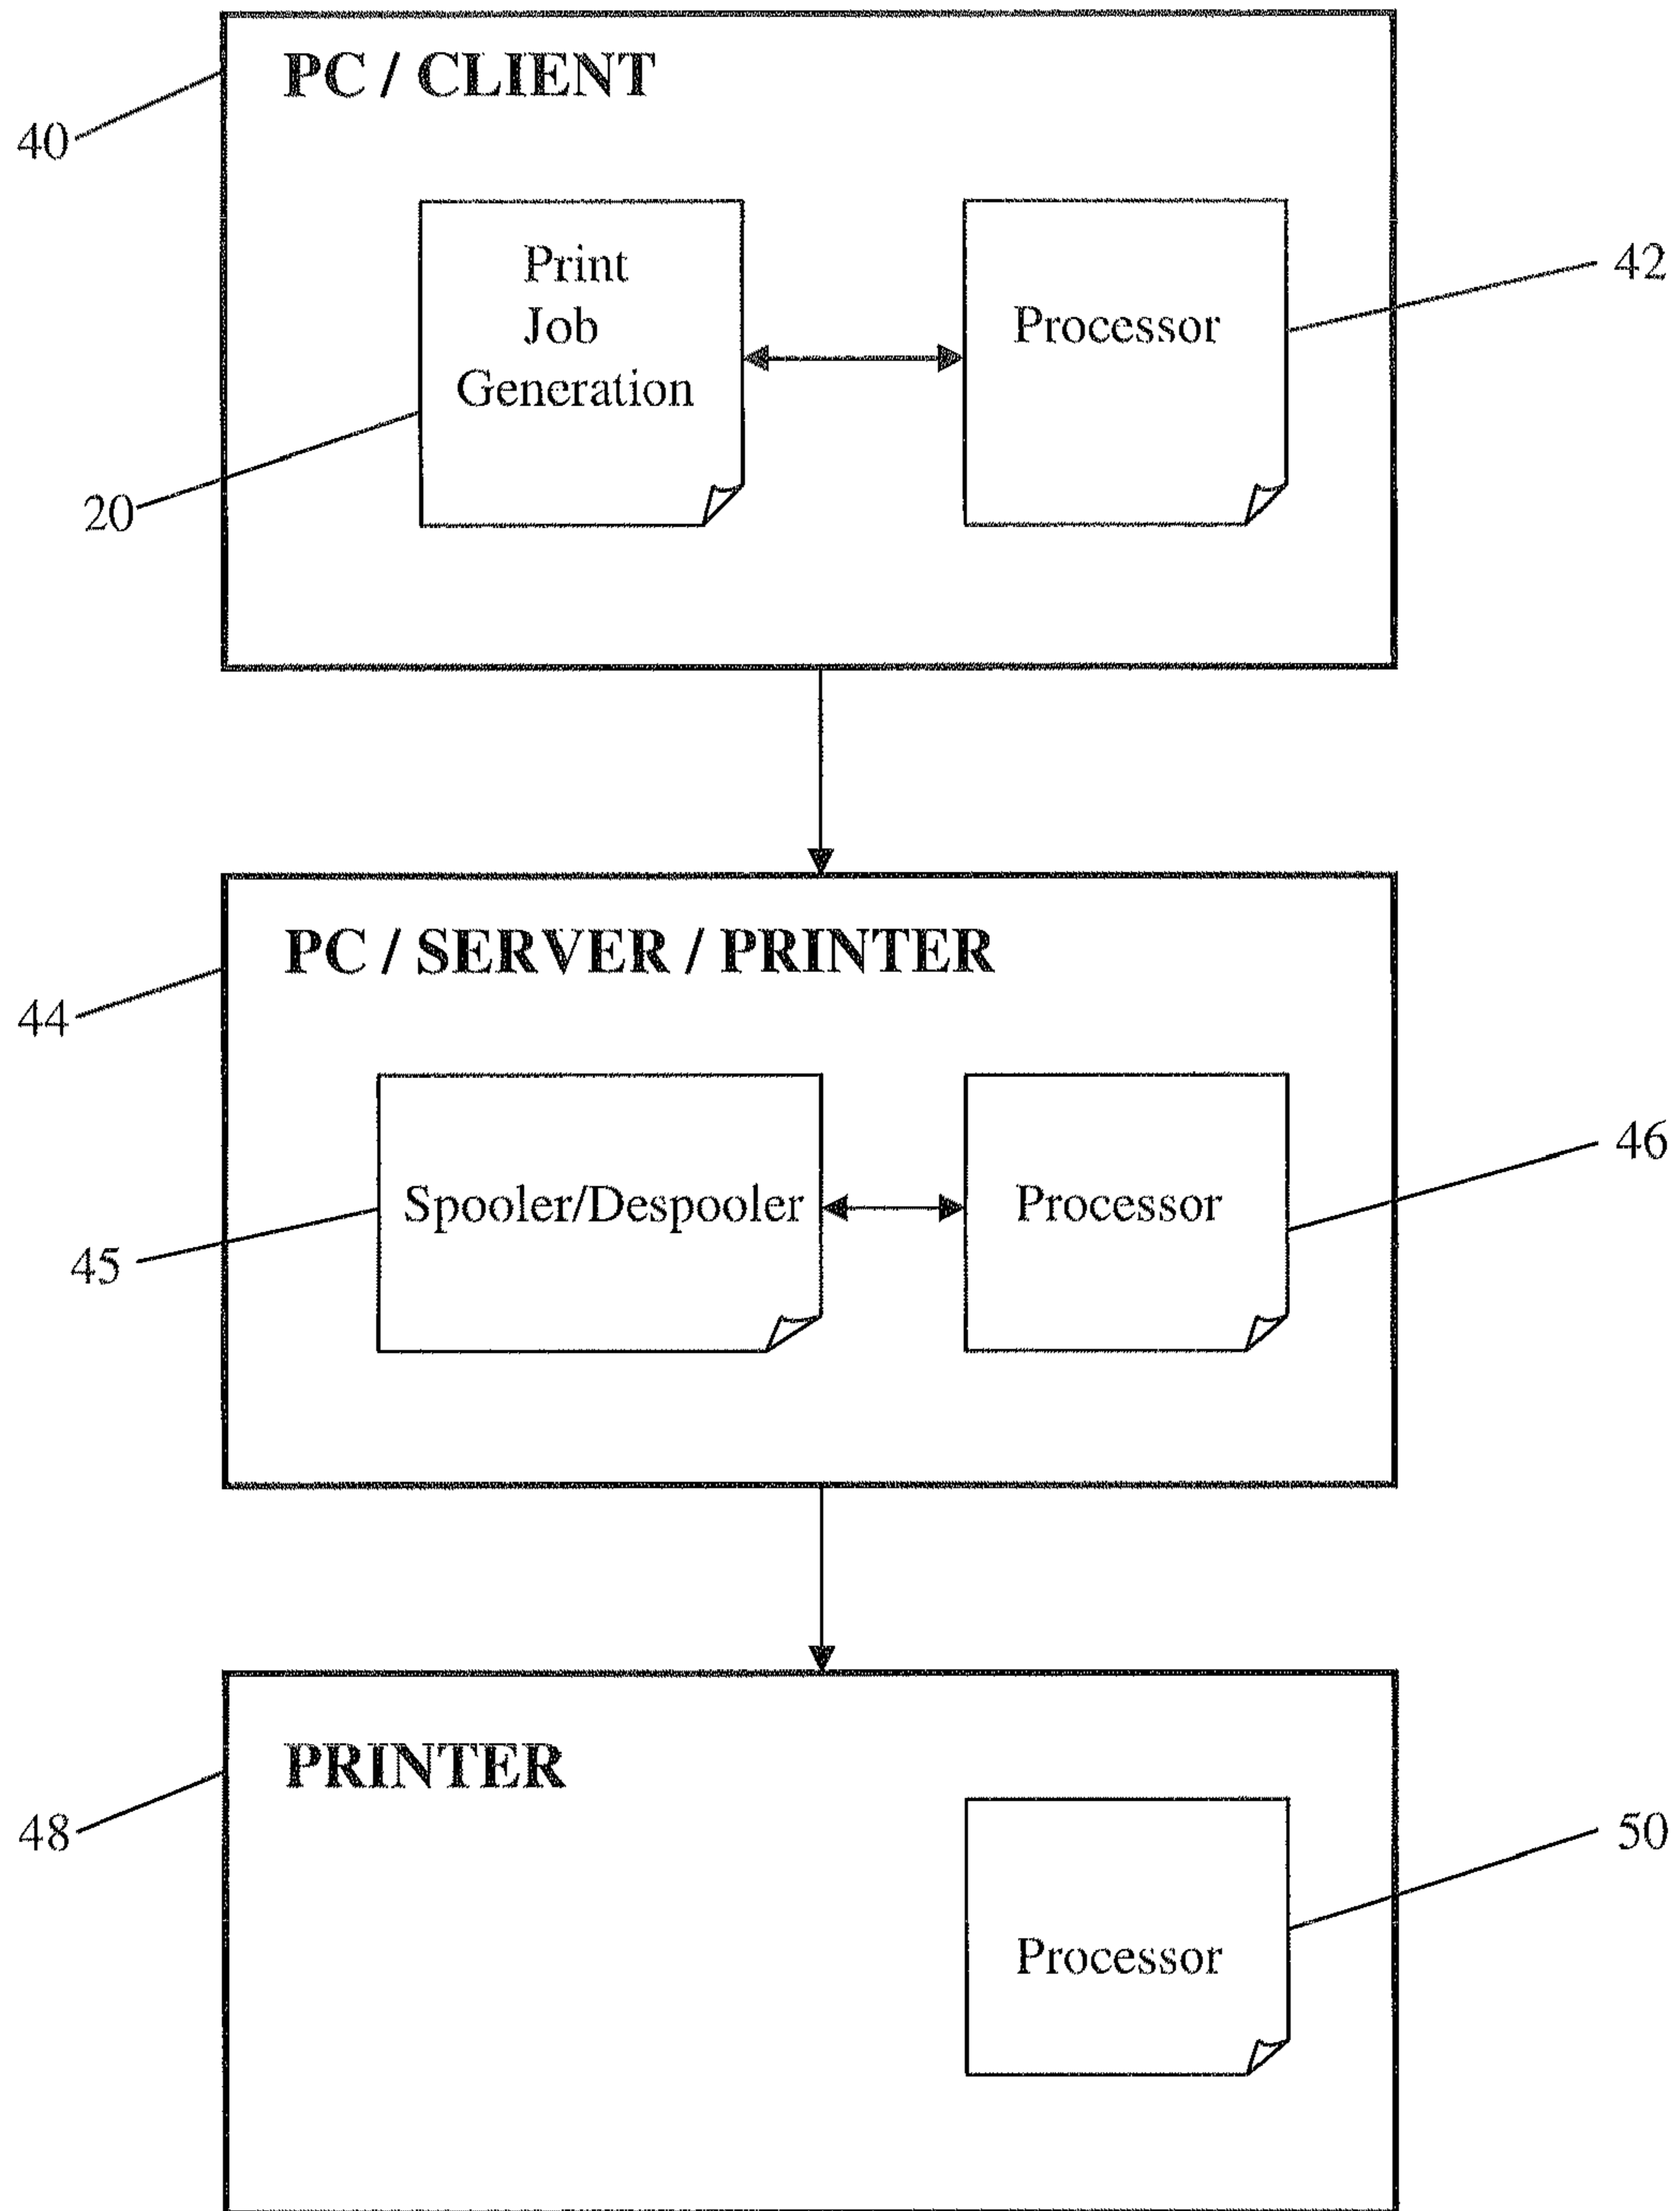 PC / CLIENT
40
Print
Job
Generation
Processor
42
20
PC / SERVER / PRINTER
44
Spooler/Despooler
Processor
46
45
PRINTER
48
Processor
50